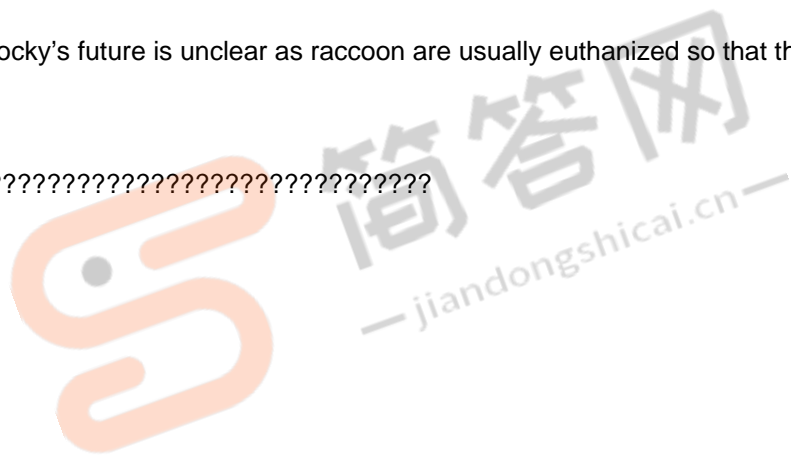 ocky's future is unclear as raccoon are usually euthanized so that th
?????????????????????????????
简答网
— jiandongshicai.cn —